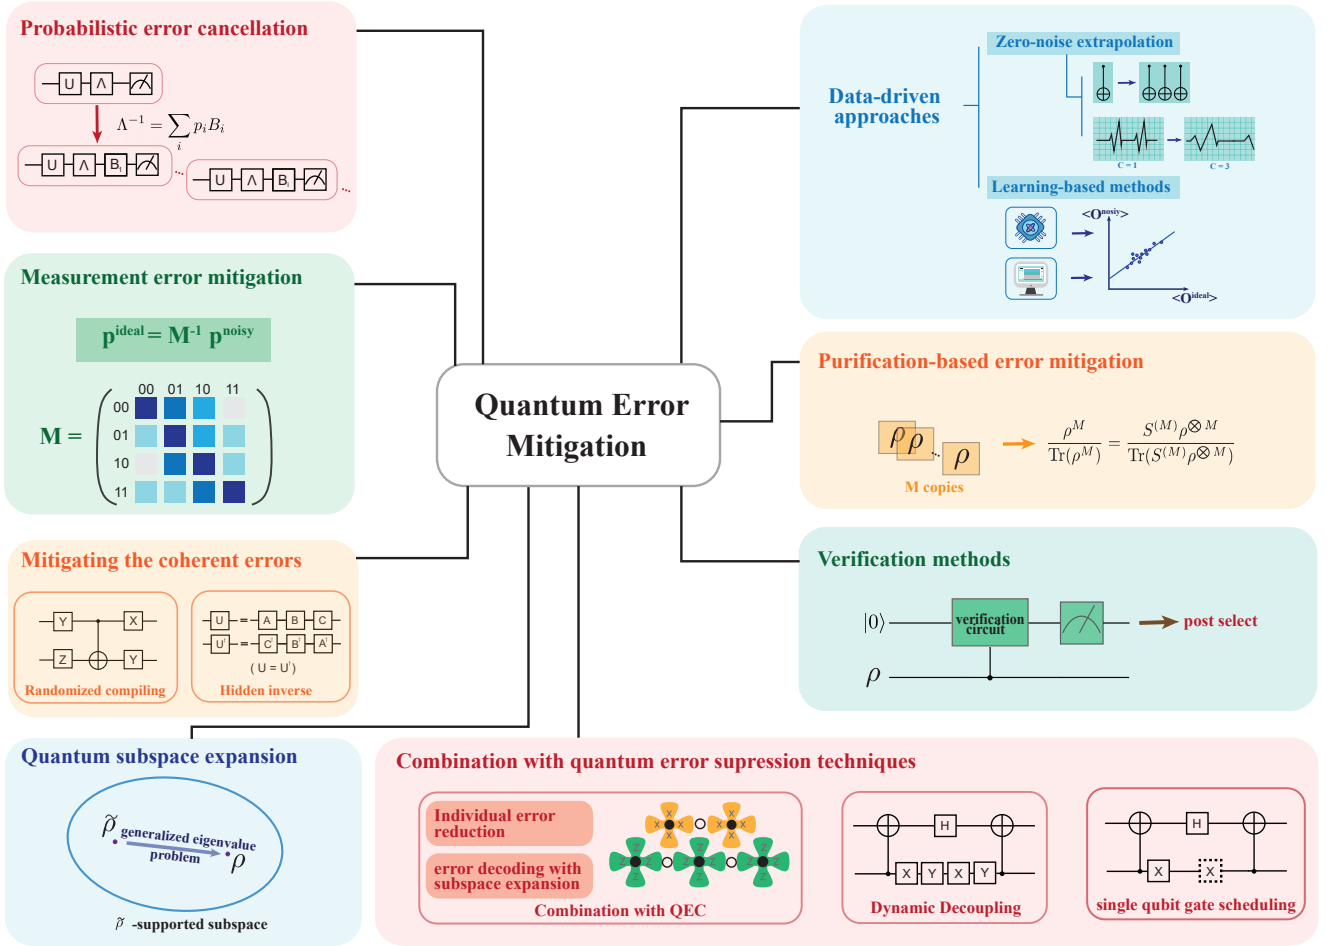 Probabilistic error cancellation
U Λ
Λ⁻¹ = ∑ᵢ pᵢBᵢ
U Λ B₁
U Λ Bᵢ
Measurement error mitigation
pⁱᵈᵉᵃˡ = M⁻¹ pⁿᵒⁱˢʸ
00 01 10 11
00
01
M =
10
11
Mitigating the coherent errors
Y X
Z Y
Randomized compiling
U = A B C
U† = C† B† A†
( U = U† )
Hidden inverse
Quantum subspace expansion
ρ̃
generalized eigenvalue
problem
ρ
ρ̃ -supported subspace
Quantum Error
Mitigation
Data-driven
approaches
Zero-noise extrapolation
C = 1 C = 3
Learning-based methods
<Oⁿᵒˢⁱʸ>
<Oⁱᵈᵉᵃˡ>
Purification-based error mitigation
ρ ρ ρ
M copies
ρᴹ / Tr(ρᴹ) = S⁽ᴹ⁾ρ⊗ᴹ / Tr(S⁽ᴹ⁾ρ⊗ᴹ)
Verification methods
|0⟩
verification
circuit
post select
ρ
Combination with quantum error supression techniques
Individual error
reduction
error decoding with
subspace expansion
X X X X X X
Z Z Z Z Z Z Z Z Z
Combination with QEC
H
X Y X Y
Dynamic Decoupling
H
X X
single qubit gate scheduling